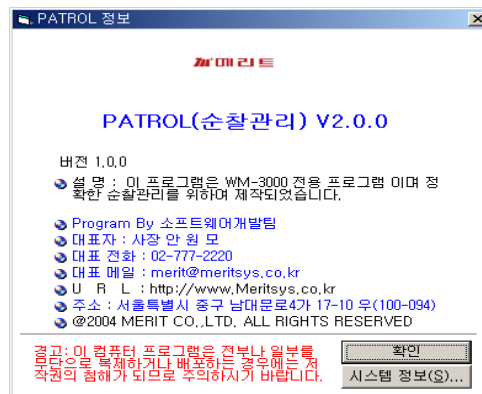 PATROL 정보
메리트
PATROL(순찰관리) V2.0.0
버전 1.0.0
설 명 : 이 프로그램은 WM-3000 전용 프로그램 이며 정
확한 순찰관리를 위하여 제작되었습니다.
Program By 소프트웨어개발팀
대표자 : 사장 안 원 모
대표 전화 : 02-777-2220
대표 메일 : merit@meritsys.co.kr
U R L : http://www.Meritsys.co.kr
주소 : 서울특별시 중구 남대문로4가 17-10 우(100-094)
@2004 MERIT CO.,LTD, ALL RIGHTS RESERVED
경고: 이 컴퓨터 프로그램은 전부나 일부를
무단으로 복제하거나 배포하는 경우에는 저
작권의 침해가 되므로 주의하시기 바랍니다.
확인
시스템 정보(S)...